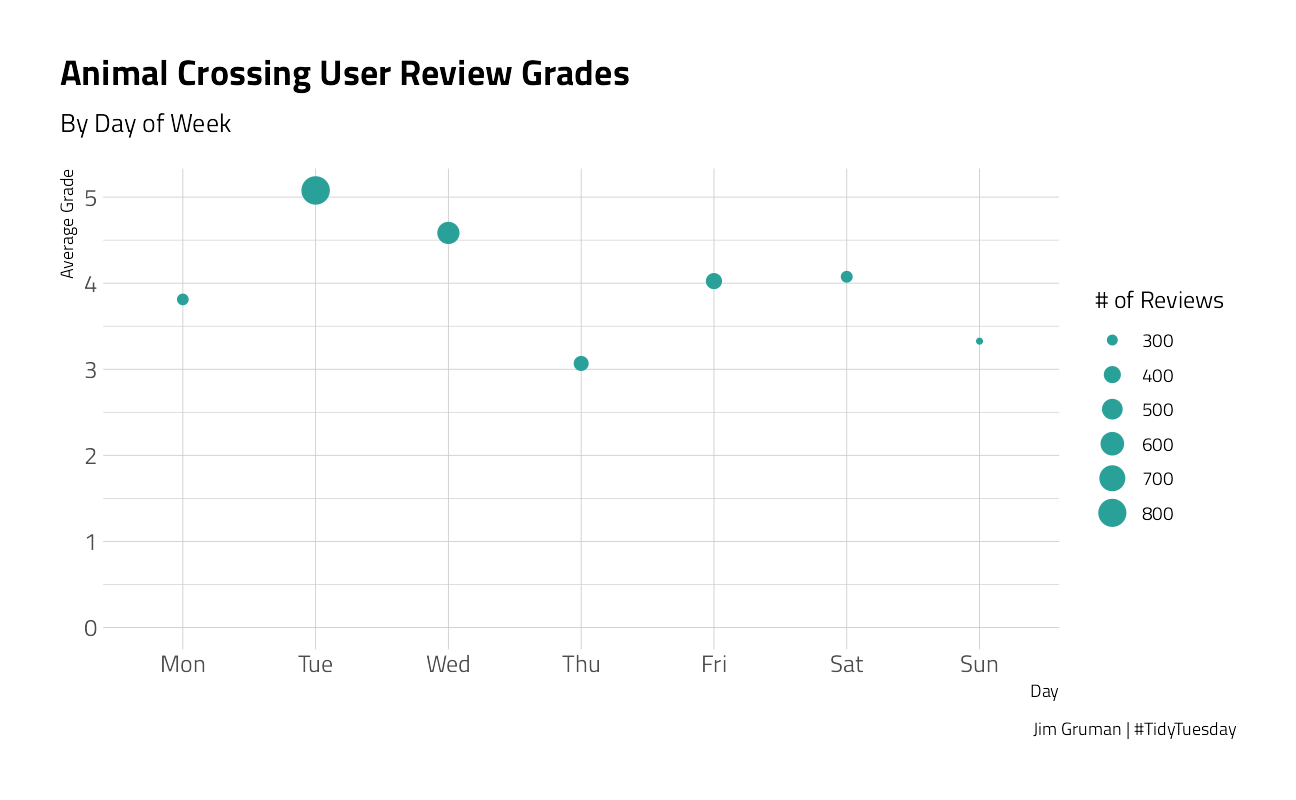 Animal Crossing User Review Grades
By Day of Week
Average Grade
5
4
3
2
1
0
Mon Tue Wed Thu Fri Sat Sun
Day
# of Reviews
300
400
500
600
700
800
Jim Gruman | #TidyTuesday